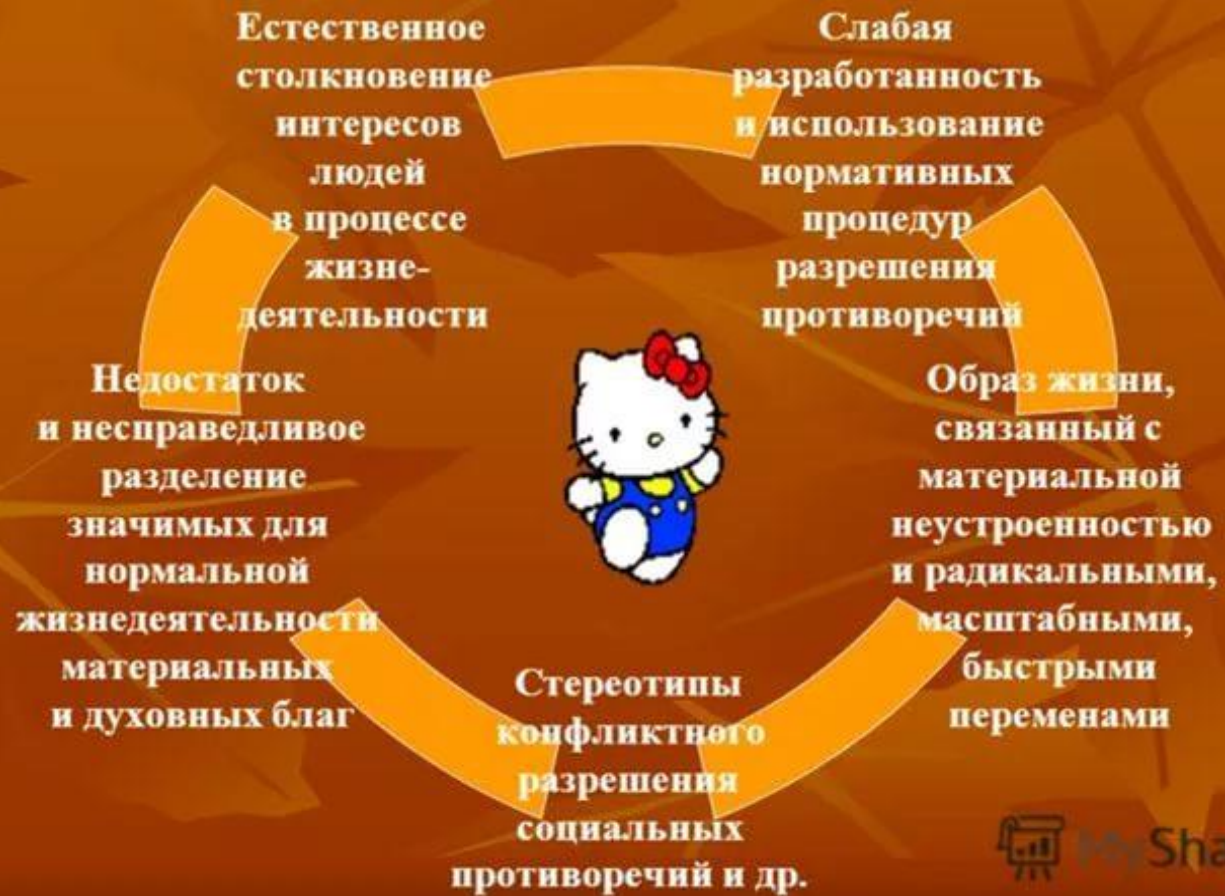 Естественное
столкновение
интересов
людей
в процессе
жизне-
деятельности
Слабая
разработанность
и использование
нормативных
процедур
разрешения
противоречий
Недостаток
и несправедливое
разделение
значимых для
нормальной
жизнедеятельности
материальных
и духовных благ
Образ жизни,
связанный с
материальной
неустроенностью
и радикальными,
масштабными,
быстрыми
переменами
Стереотипы
конфликтного
разрешения
социальных
противоречий и др.
MySha